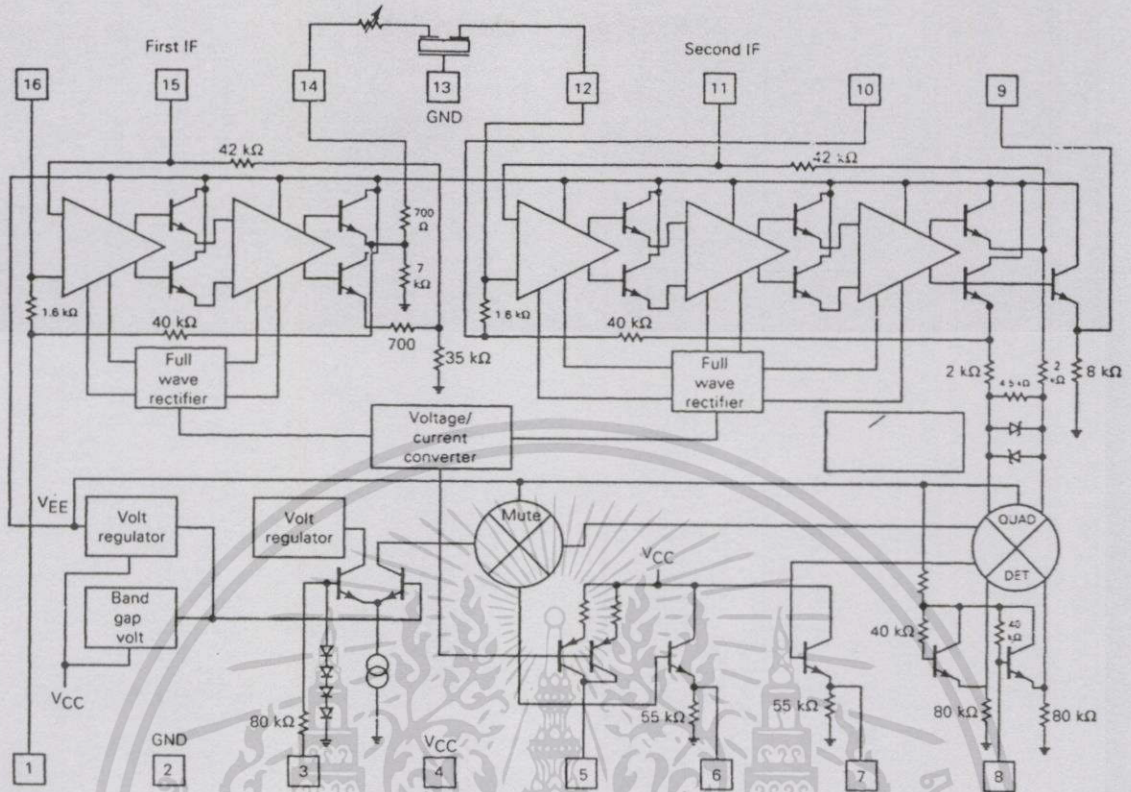 First IF
Second IF
16
15
14
13
12
11
10
9
GND
42 kΩ
42 kΩ
700
Ω
7
kΩ
1.6 kΩ
40 kΩ
700
35 kΩ
1.6 kΩ
40 kΩ
2 kΩ
2
kΩ
4.5 kΩ
8 kΩ
Full
wave
rectifier
Full
wave
rectifier
Voltage/
current
converter
VEE
Volt
regulator
Volt
regulator
Mute
QUAD
DET
VCC
Band
gap
volt
VCC
40 kΩ
40
kΩ
80 kΩ
55 kΩ
55 kΩ
80 kΩ
80 kΩ
GND
VCC
1
2
3
4
5
6
7
8